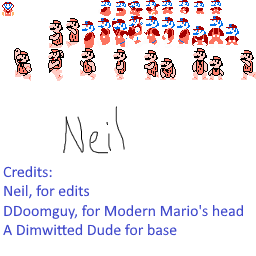 Neil
Credits:
Neil, for edits
DDoomguy, for Modern Mario's head
A Dimwitted Dude for base